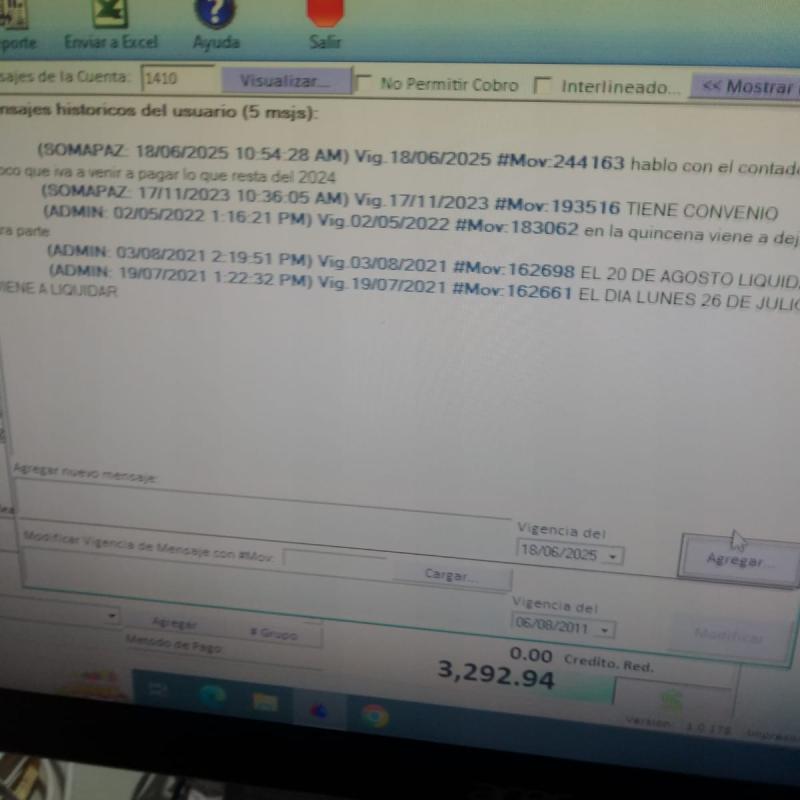 porte Enviar a Excel Ayuda Salir
sajes de la Cuenta: 1410 Visualizar... No Permitir Cobro Interlineado... << Mostrar
nsajes historicos del usuario (5 msjs):
(SOMAPAZ: 18/06/2025 10:54:28 AM) Vig.18/06/2025 #Mov:244163 hablo con el contado
oco que iva a venir a pagar lo que resta del 2024
(SOMAPAZ: 17/11/2023 10:36:05 AM) Vig.17/11/2023 #Mov:193516 TIENE CONVENIO
(ADMIN: 02/05/2022 1:16:21 PM) Vig.02/05/2022 #Mov:183062 en la quincena viene a dej
ra parte
(ADMIN: 03/08/2021 2:19:51 PM) Vig.03/08/2021 #Mov:162698 EL 20 DE AGOSTO LIQUID
(ADMIN: 19/07/2021 1:22:32 PM) Vig.19/07/2021 #Mov:162661 EL DIA LUNES 26 DE JULIO
VIENE A LIQUIDAR
Agregar nuevo mensaje:
Vigencia del
18/06/2025 Agregar...
Modificar Vigencia de Mensaje con #Mov: Cargar...
Vigencia del
06/08/2011 Modificar
Agregar # Grupo
Metodo de Pago:
0.00 Credito. Red.
3,292.94
Version: 1.0.178